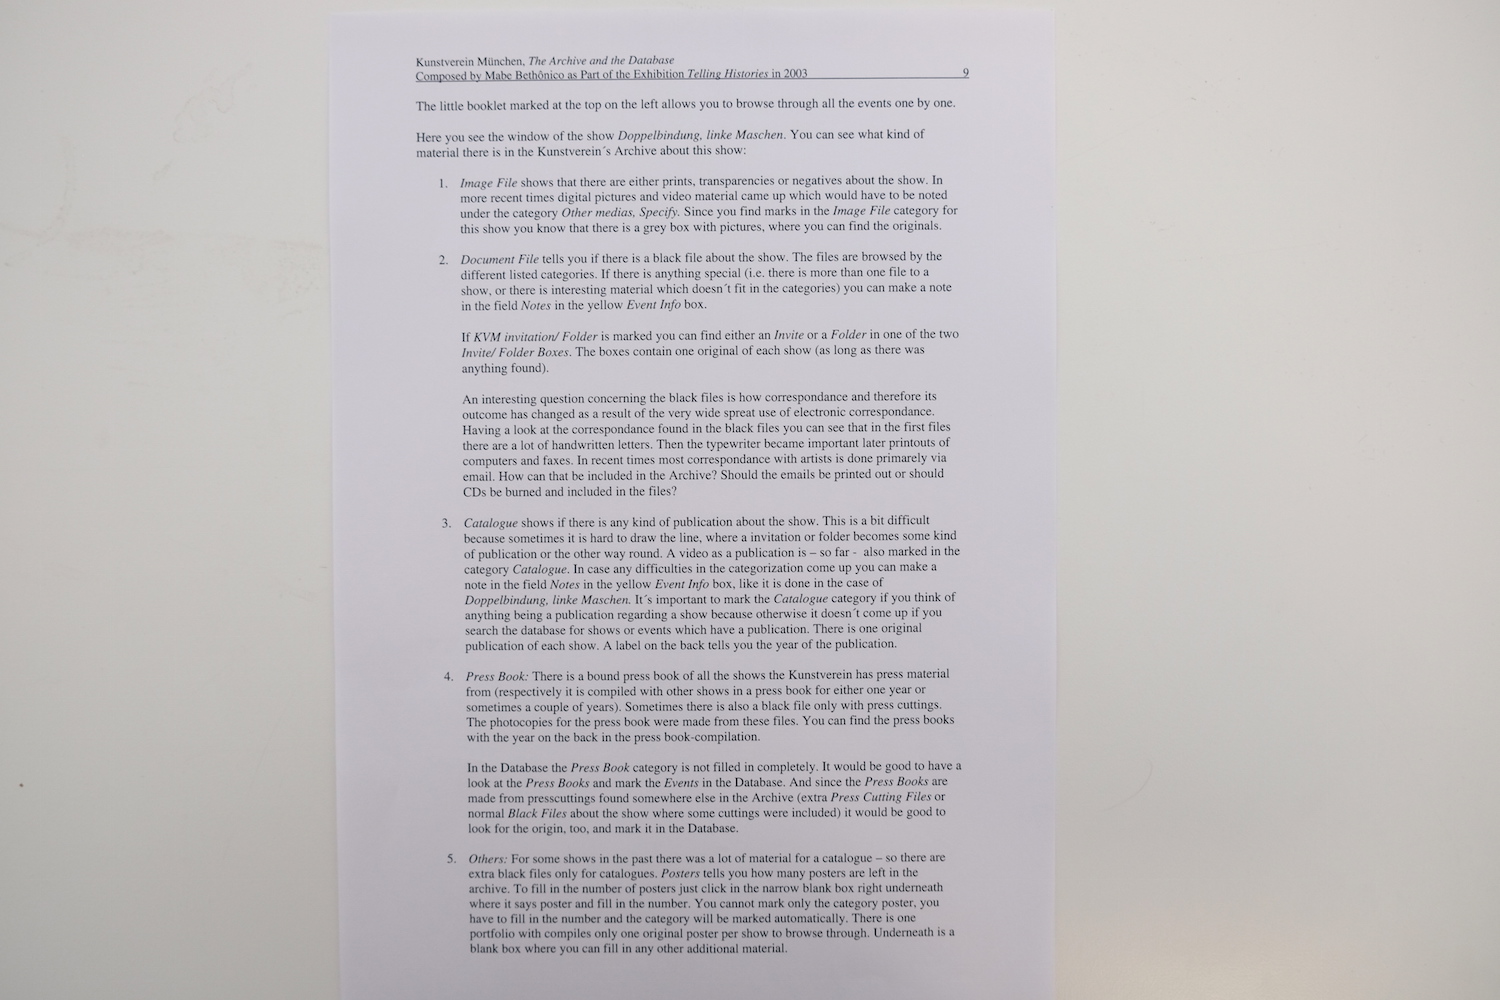 Kunstverein München, The Archive and the Database
Composed by Mabe Bethônico as Part of the Exhibition Telling Histories in 2003 9
The little booklet marked at the top on the left allows you to browse through all the events one by one.
Here you see the window of the show Doppelbindung, linke Maschen. You can see what kind of
material there is in the Kunstverein´s Archive about this show:
1. Image File shows that there are either prints, transparencies or negatives about the show. In
more recent times digital pictures and video material came up which would have to be noted
under the category Other medias, Specify. Since you find marks in the Image File category for
this show you know that there is a grey box with pictures, where you can find the originals.
2. Document File tells you if there is a black file about the show. The files are browsed by the
different listed categories. If there is anything special (i.e. there is more than one file to a
show, or there is interesting material which doesn´t fit in the categories) you can make a note
in the field Notes in the yellow Event Info box.
If KVM invitation/ Folder is marked you can find either an Invite or a Folder in one of the two
Invite/ Folder Boxes. The boxes contain one original of each show (as long as there was
anything found).
An interesting question concerning the black files is how correspondance and therefore its
outcome has changed as a result of the very wide spreat use of electronic correspondance.
Having a look at the correspondance found in the black files you can see that in the first files
there are a lot of handwritten letters. Then the typewriter became important later printouts of
computers and faxes. In recent times most correspondance with artists is done primarely via
email. How can that be included in the Archive? Should the emails be printed out or should
CDs be burned and included in the files?
3. Catalogue shows if there is any kind of publication about the show. This is a bit difficult
because sometimes it is hard to draw the line, where a invitation or folder becomes some kind
of publication or the other way round. A video as a publication is – so far - also marked in the
category Catalogue. In case any difficulties in the categorization come up you can make a
note in the field Notes in the yellow Event Info box, like it is done in the case of
Doppelbindung, linke Maschen. It´s important to mark the Catalogue category if you think of
anything being a publication regarding a show because otherwise it doesn´t come up if you
search the database for shows or events which have a publication. There is one original
publication of each show. A label on the back tells you the year of the publication.
4. Press Book: There is a bound press book of all the shows the Kunstverein has press material
from (respectively it is compiled with other shows in a press book for either one year or
sometimes a couple of years). Sometimes there is also a black file only with press cuttings.
The photocopies for the press book were made from these files. You can find the press books
with the year on the back in the press book-compilation.
In the Database the Press Book category is not filled in completely. It would be good to have a
look at the Press Books and mark the Events in the Database. And since the Press Books are
made from presscuttings found somewhere else in the Archive (extra Press Cutting Files or
normal Black Files about the show where some cuttings were included) it would be good to
look for the origin, too, and mark it in the Database.
5. Others: For some shows in the past there was a lot of material for a catalogue – so there are
extra black files only for catalogues. Posters tells you how many posters are left in the
archive. To fill in the number of posters just click in the narrow blank box right underneath
where it says poster and fill in the number. You cannot mark only the category poster, you
have to fill in the number and the category will be marked automatically. There is one
portfolio with compiles only one original poster per show to browse through. Underneath is a
blank box where you can fill in any other additional material.